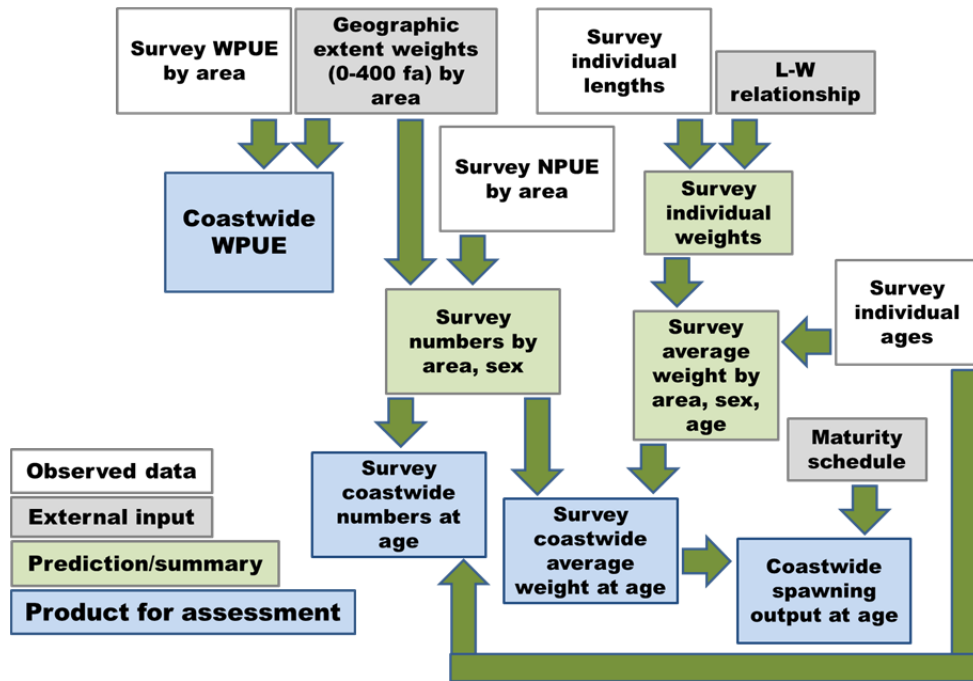 Survey WPUE
by area
Geographic
extent weights
(0-400 fa) by
area
Survey
individual
lengths
L-W
relationship
Coastwide
WPUE
Survey NPUE
by area
Survey
individual
weights
Survey
numbers by
area, sex
Survey
average
weight by
area, sex,
age
Survey
individual
ages
Maturity
schedule
Survey
coastwide
numbers at
age
Survey
coastwide
average
weight at age
Coastwide
spawning
output at age
Observed data
External input
Prediction/summary
Product for assessment